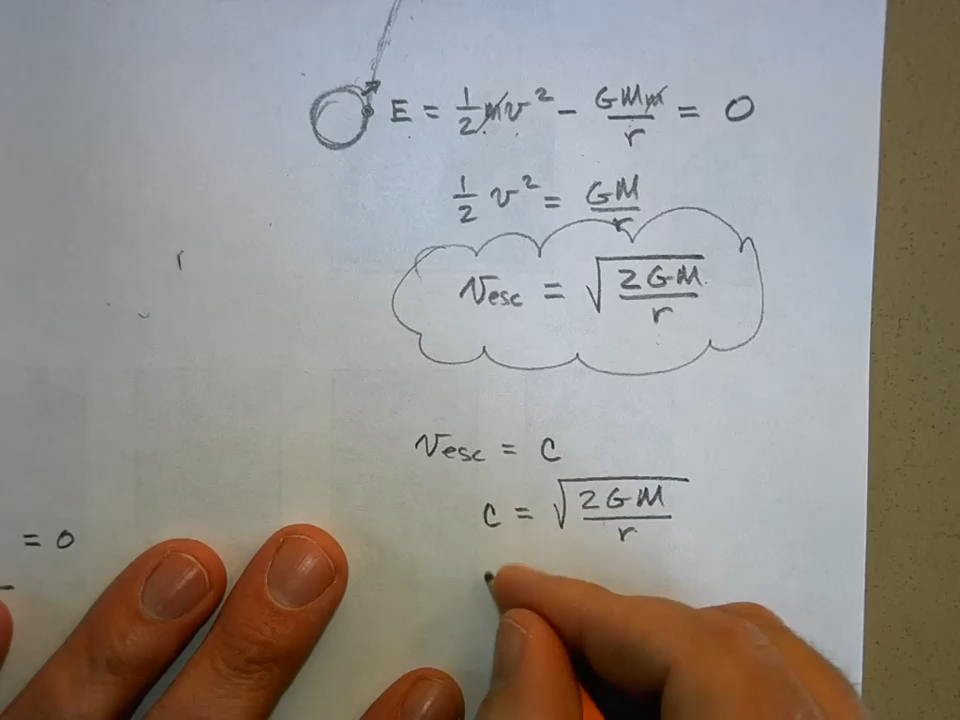 E = 1/2 mv² - GMm/r = 0
1/2 v² = GM/r
Vesc = √(2GM/r)
Vesc = c
c = √(2GM/r)
= 0